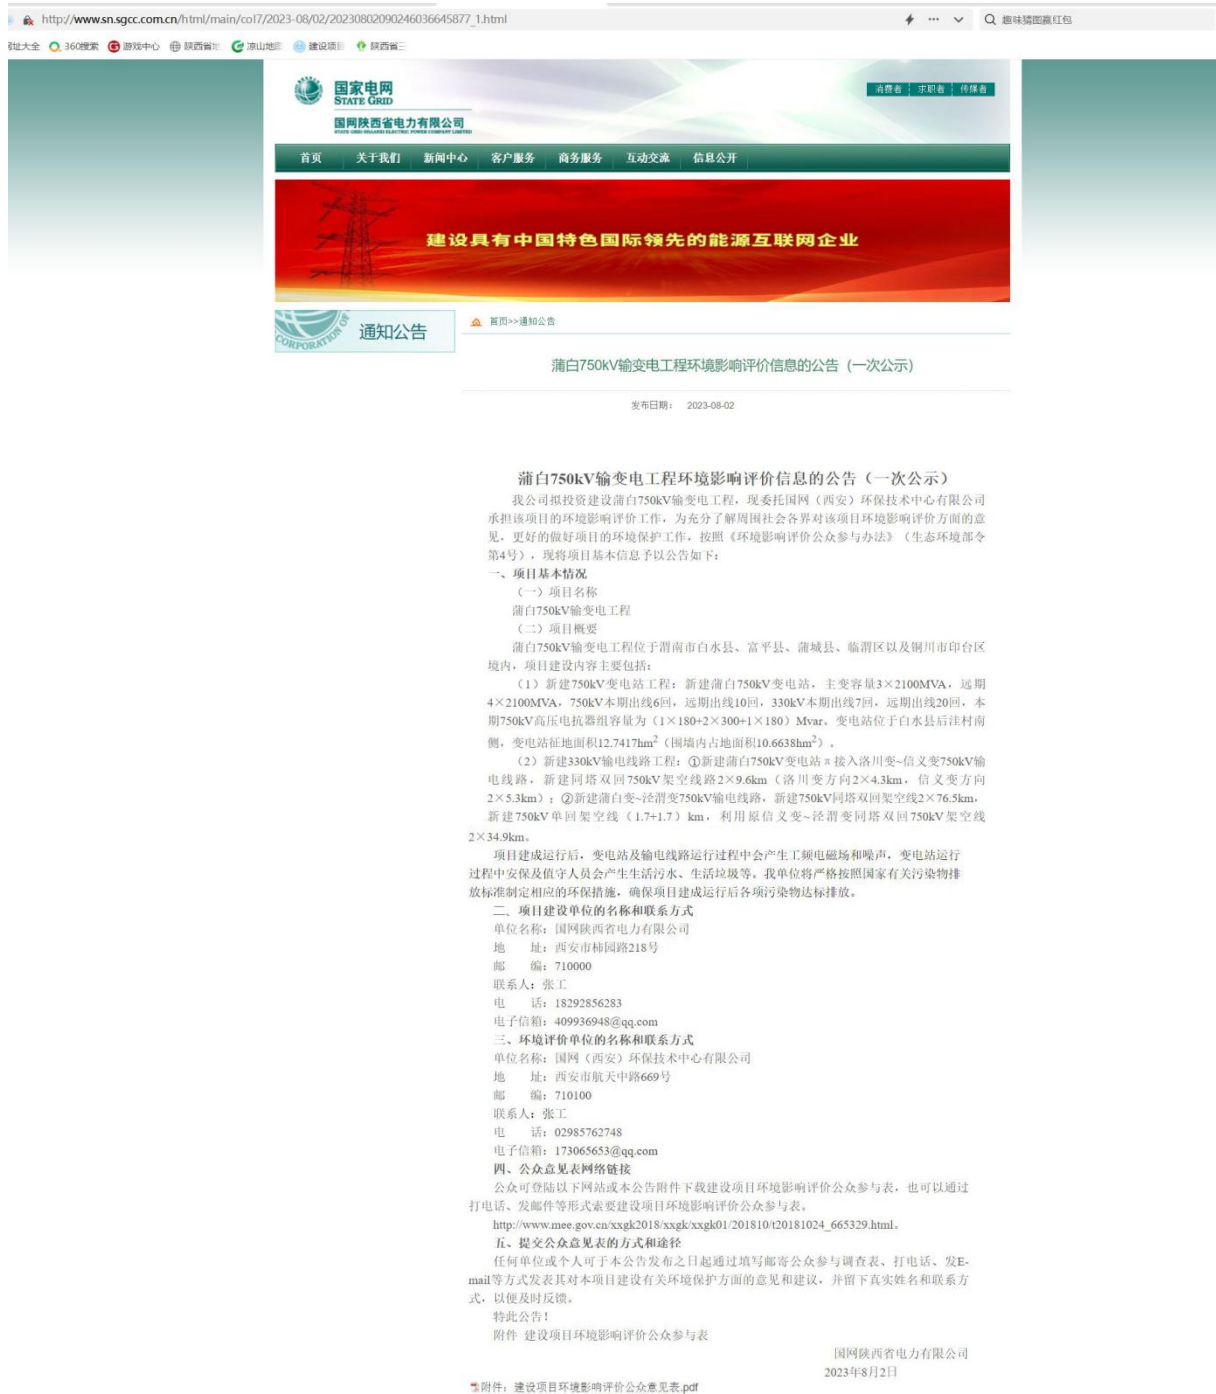 http://www.sn.sgcc.com.cn/html/main/col7/2023-08/02/20230802090246036645877_1.html
趣味猜图赢红包
网址大全 360搜索 游戏中心 陕西省地 凉山地图 建设项目 陕西省三
国家电网
STATE GRID
国网陕西省电力有限公司
STATE GRID SHAANXI ELECTRIC POWER COMPANY LIMITED
消费者 求职者 传媒者
首页 关于我们 新闻中心 客户服务 商务服务 互动交流 信息公开
建设具有中国特色国际领先的能源互联网企业
CORPORATION OF
通知公告
首页>>通知公告
蒲白750kV输变电工程环境影响评价信息的公告（一次公示）
发布日期： 2023-08-02
蒲白750kV输变电工程环境影响评价信息的公告（一次公示）
我公司拟投资建设蒲白750kV输变电工程，现委托国网（西安）环保技术中心有限公司
承担该项目的环境影响评价工作，为充分了解周围社会各界对该项目环境影响评价方面的意
见，更好的做好项目的环境保护工作，按照《环境影响评价公众参与办法》（生态环境部令
第4号），现将项目基本信息予以公告如下：
一、项目基本情况
（一）项目名称
蒲白750kV输变电工程
（二）项目概要
蒲白750kV输变电工程位于渭南市白水县、富平县、蒲城县、临渭区以及铜川市印台区
境内，项目建设内容主要包括：
（1）新建750kV变电站工程：新建蒲白750kV变电站，主变容量3×2100MVA，远期
4×2100MVA，750kV本期出线6回，远期出线10回，330kV本期出线7回，远期出线20回，本
期750kV高压电抗器组容量为（1×180+2×300+1×180）Mvar。变电站位于白水县后洼村南
侧，变电站征地面积12.7417hm²（围墙内占地面积10.6638hm²）。
（2）新建330kV输电线路工程：①新建蒲白750kV变电站π接入洛川变~信义变750kV输
电线路，新建同塔双回750kV架空线路2×9.6km（洛川变方向2×4.3km，信义变方向
2×5.3km）；②新建蒲白变~泾渭变750kV输电线路，新建750kV同塔双回架空线2×76.5km，
新建750kV单回架空线（1.7+1.7）km，利用原信义变~泾渭变同塔双回750kV架空线
2×34.9km。
项目建成运行后，变电站及输电线路运行过程中会产生工频电磁场和噪声，变电站运行
过程中安保及值守人员会产生生活污水、生活垃圾等。我单位将严格按照国家有关污染物排
放标准制定相应的环保措施，确保项目建成运行后各项污染物达标排放。
二、项目建设单位的名称和联系方式
单位名称：国网陕西省电力有限公司
地 址：西安市柿园路218号
邮 编：710000
联系人：张工
电 话：18292856283
电子信箱：409936948@qq.com
三、环境评价单位的名称和联系方式
单位名称：国网（西安）环保技术中心有限公司
地 址：西安市航天中路669号
邮 编：710100
联系人：张工
电 话：02985762748
电子信箱：173065653@qq.com
四、公众意见表网络链接
公众可登陆以下网站或本公告附件下载建设项目环境影响评价公众参与表，也可以通过
打电话、发邮件等形式索要建设项目环境影响评价公众参与表。
http://www.mee.gov.cn/xxgk2018/xxgk/xxgk01/201810/t20181024_665329.html。
五、提交公众意见表的方式和途径
任何单位或个人可于本公告发布之日起通过填写邮寄公众参与调查表、打电话、发E-
mail等方式发表其对本项目建设有关环境保护方面的意见和建议，并留下真实姓名和联系方
式，以便及时反馈。
特此公告！
附件 建设项目环境影响评价公众参与表
国网陕西省电力有限公司
2023年8月2日
附件：建设项目环境影响评价公众意见表.pdf